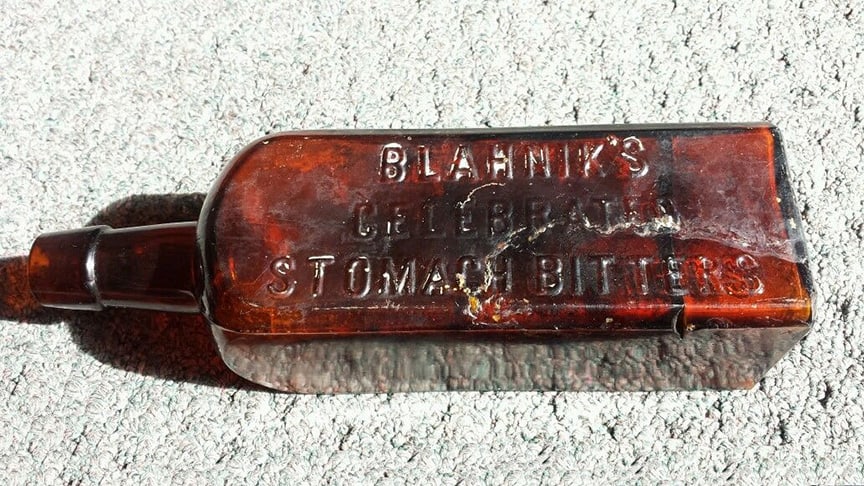 BLAHNIK'S
CELEBRATED
STOMACH BITTERS